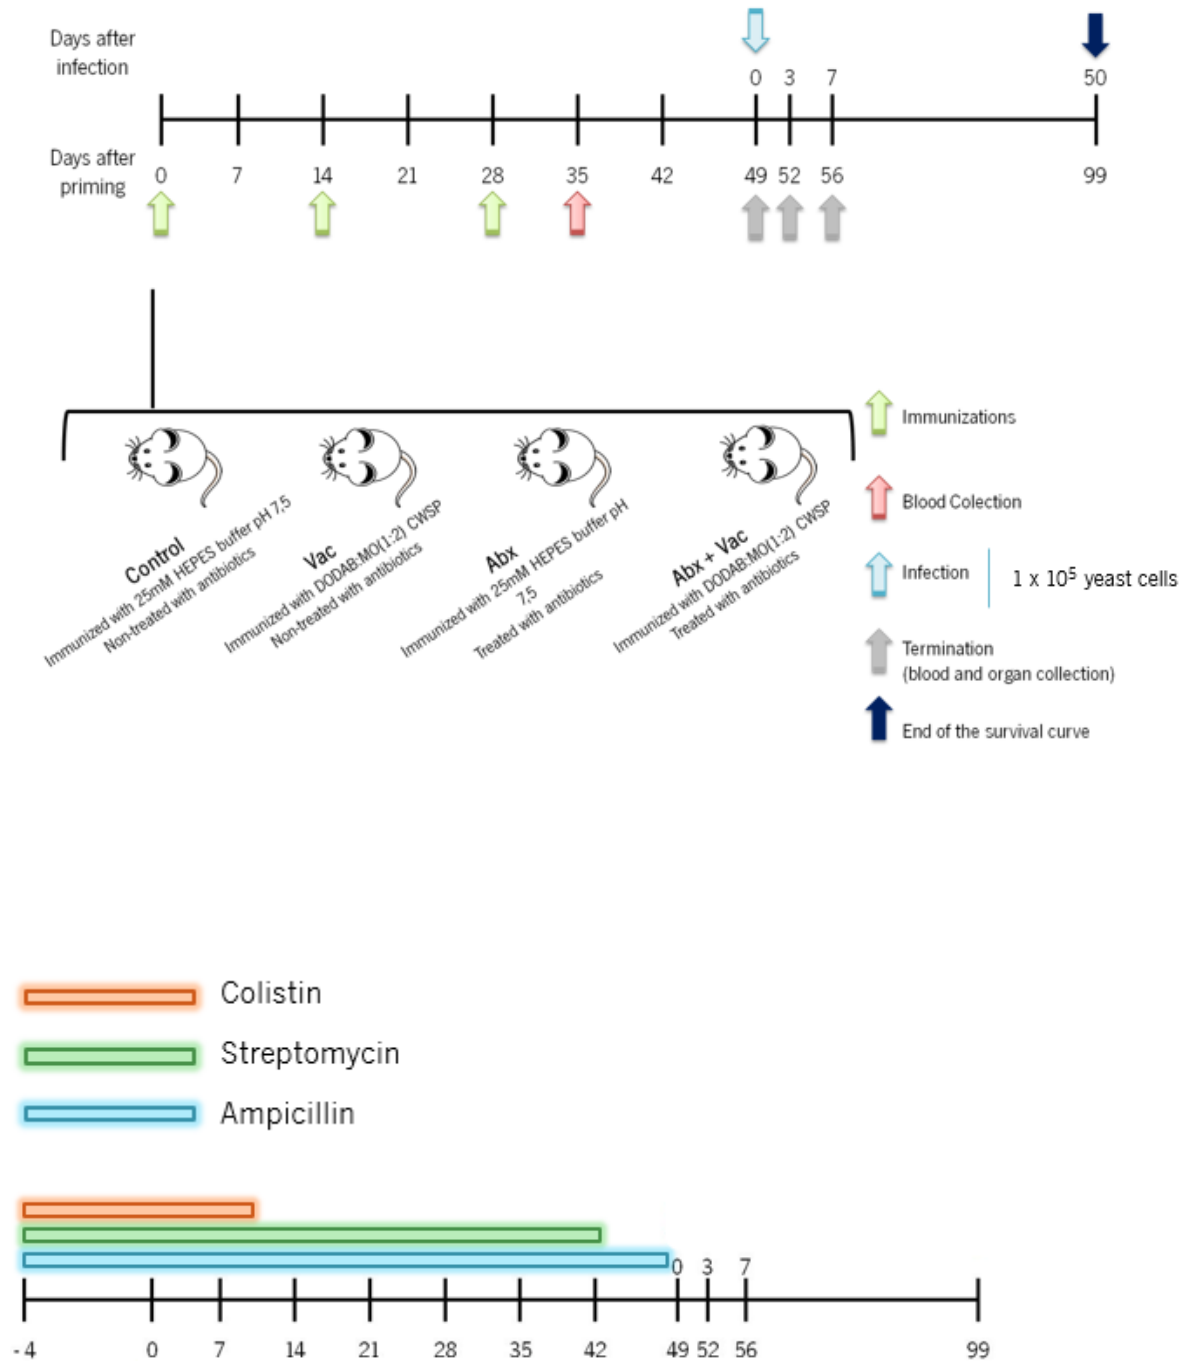 Days after
infection
0 3 7 50
Days after
priming
0 7 14 21 28 35 42 49 52 56 99
Control
Immunized with 25mM HEPES buffer pH 7,5
Non-treated with antibiotics
Vac
Immunized with DODAB:MO(1:2) CWSP
Non-treated with antibiotics
Abx
Immunized with 25mM HEPES buffer pH
7,5
Treated with antibiotics
Abx + Vac
Immunized with DODAB:MO(1:2) CWSP
Treated with antibiotics
Immunizations
Blood Colection
Infection
1 x 10⁵ yeast cells
Termination
(blood and organ collection)
End of the survival curve
Colistin
Streptomycin
Ampicillin
0 3 7
-4 0 7 14 21 28 35 42 49 52 56 99